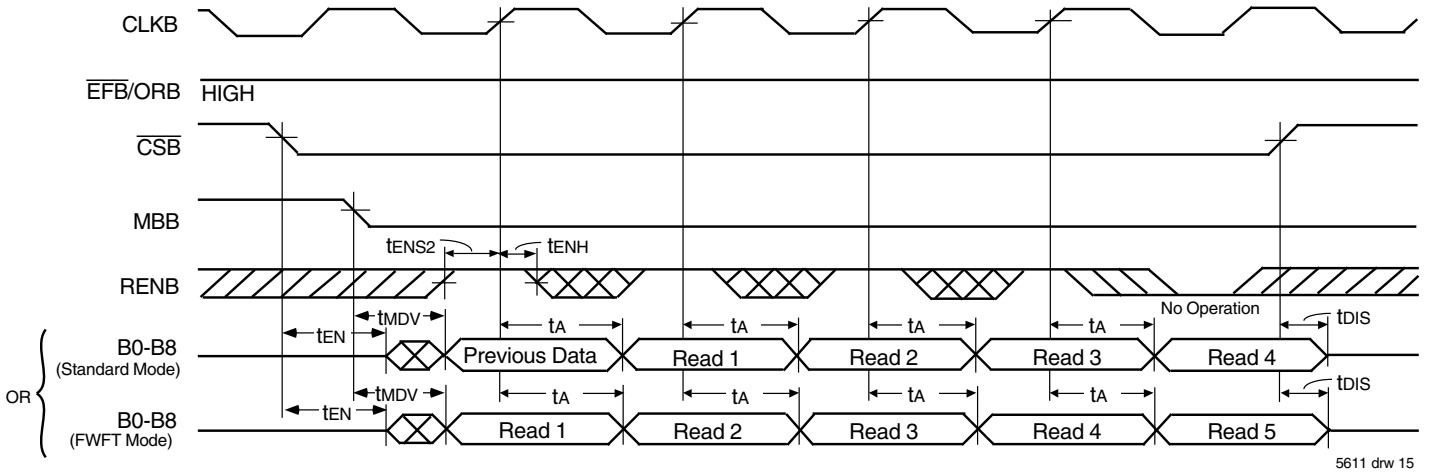 CLKB
EFB/ORB HIGH
CSB
MBB
tENS2 tENH
RENB
No Operation
tEN tMDV tA tA tA tA tDIS
B0-B8
(Standard Mode)
Previous Data Read 1 Read 2 Read 3 Read 4
OR
tEN tMDV tA tA tA tA tDIS
B0-B8
(FWFT Mode)
Read 1 Read 2 Read 3 Read 4 Read 5
5611 drw 15